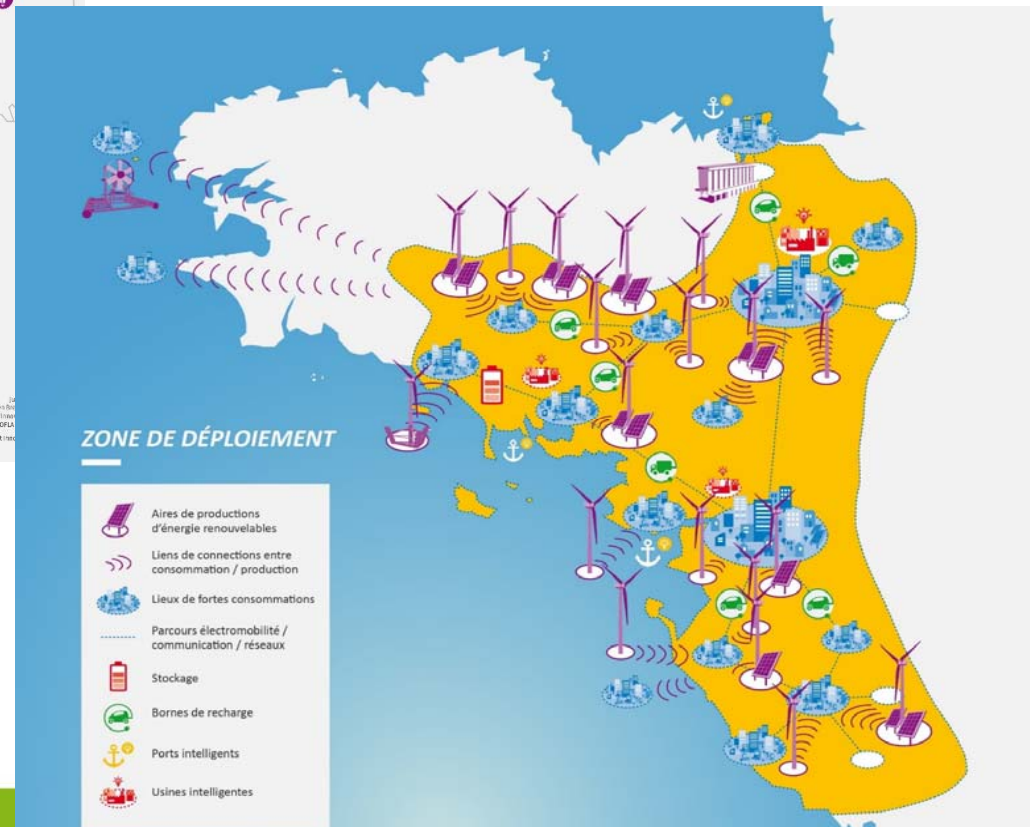 ZONE DE DÉPLOIEMENT
Aires de productions
d'énergie renouvelables
Liens de connections entre
consommation / production
Lieux de fortes consommations
Parcours électromobilité /
communication / réseaux
Stockage
Bornes de recharge
Ports intelligents
Usines intelligentes